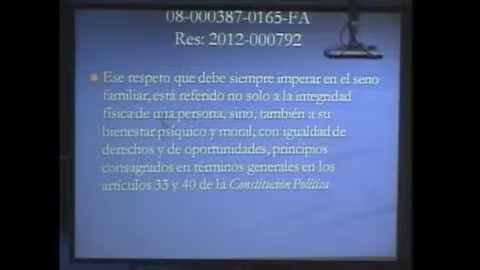 08-000387-0165-FA
Res: 2012-000792
Ese respeto que debe siempre imperar en el seno
familiar, está referido no solo a la integridad
física de una persona, sino, también a su
bienestar psíquico y moral, con igualdad de
derechos y de oportunidades, principios
consagrados en términos generales en los
artículos 33 y 40 de la Constitución Política